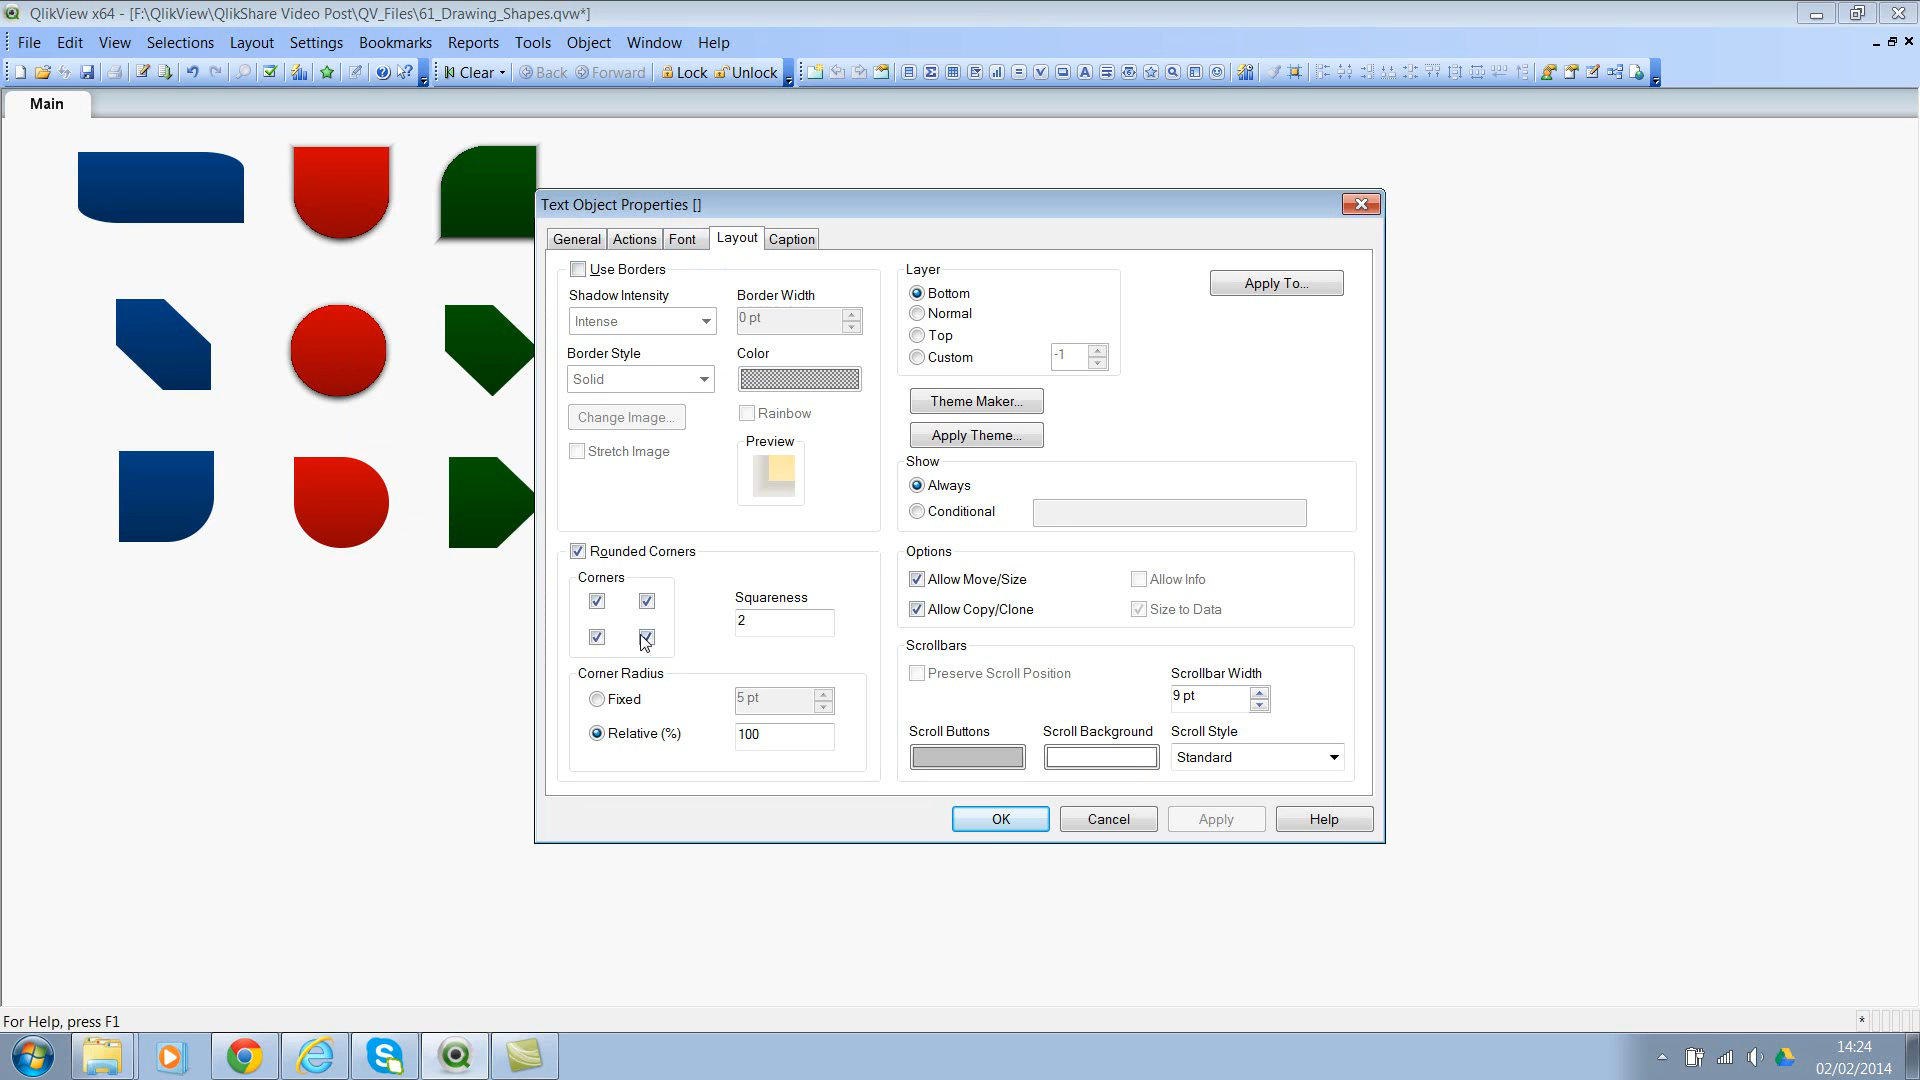 QlikView x64 - [F:\QlikView\QlikShare Video Post\QV_Files\61_Drawing_Shapes.qvw*]
File Edit View Selections Layout Settings Bookmarks Reports Tools Object Window Help
Clear Back Forward Lock Unlock
Main
Text Object Properties []
General Actions Font Layout Caption
Use Borders
Shadow Intensity Border Width
Intense 0 pt
Border Style Color
Solid
Change Image... Rainbow
Stretch Image Preview
Rounded Corners
Corners
Squareness
2
Corner Radius
Fixed 5 pt
Relative (%) 100
Layer
Bottom
Normal
Top
Custom -1
Apply To...
Theme Maker...
Apply Theme...
Show
Always
Conditional
Options
Allow Move/Size Allow Info
Allow Copy/Clone Size to Data
Scrollbars
Preserve Scroll Position Scrollbar Width
9 pt
Scroll Buttons Scroll Background Scroll Style
Standard
OK Cancel Apply Help
For Help, press F1
14:24
02/02/2014